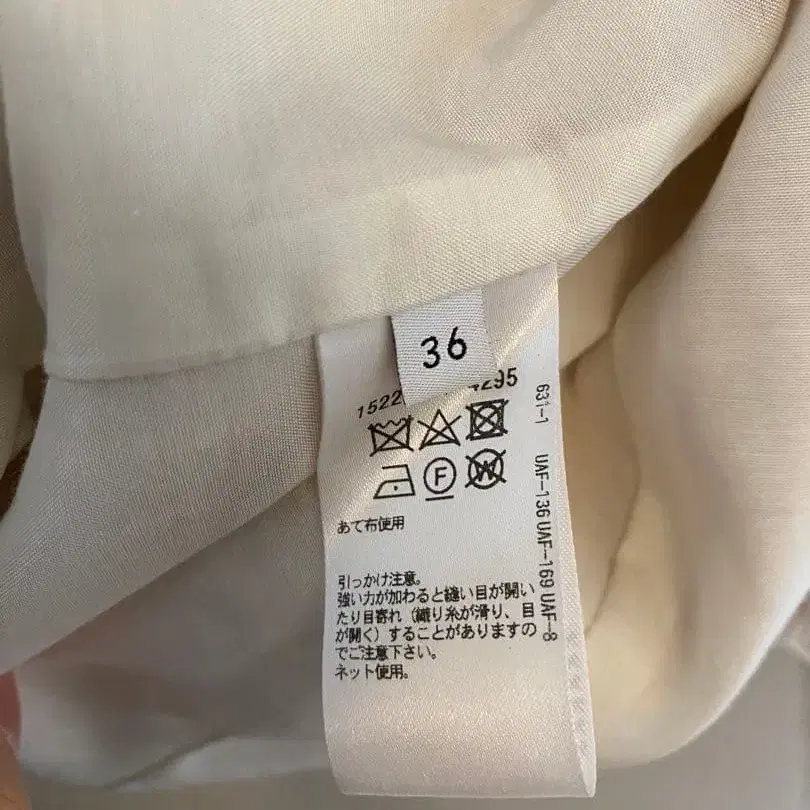 36
1522
4295
631-1 UAF-136 UAF-169 UAF-8
F
W
あて布使用
引っかけ注意。
強い力が加わると縫い目が開い
たり目寄れ（織り糸が滑り、目
が開く）することがありますの
でご注意下さい。
ネット使用。